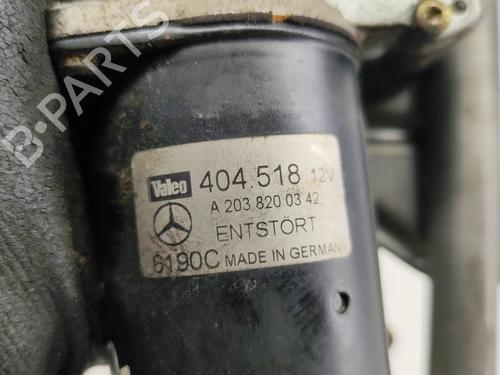 B-PARTS
Valeo 404.518 12V
A 203 820 03 42
ENTSTÖRT
6190C MADE IN GERMANY